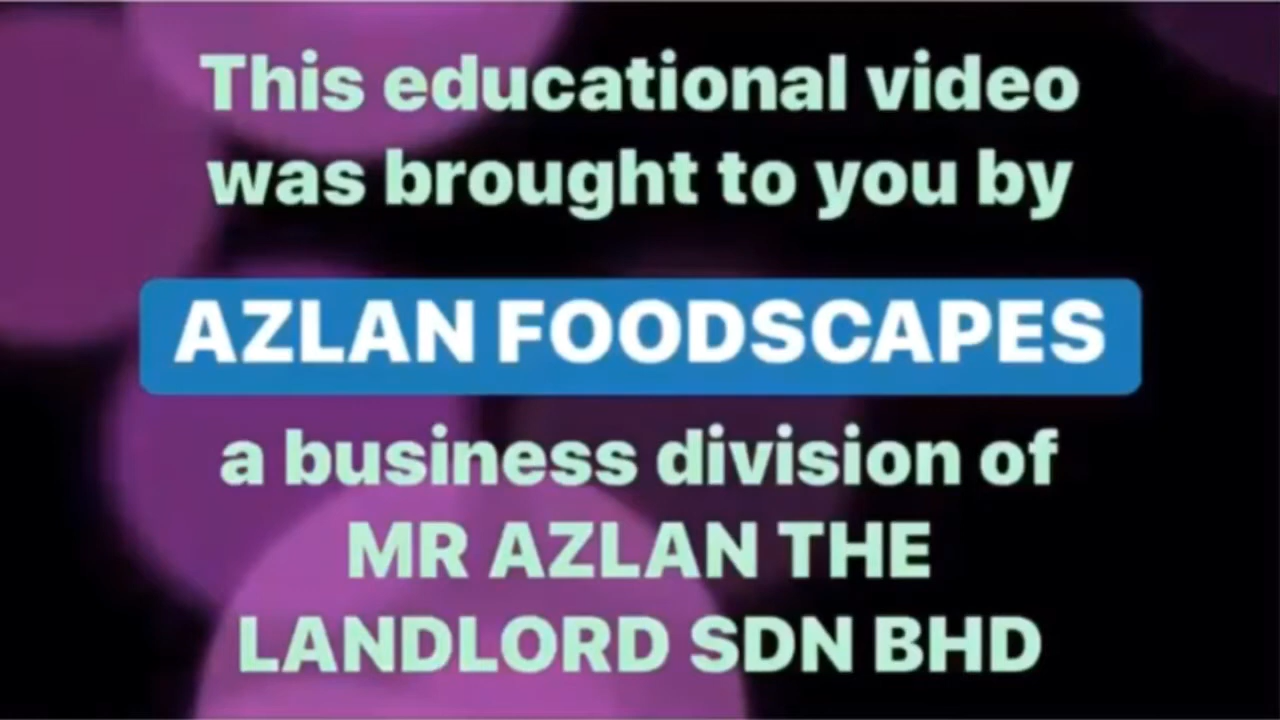 This educational video
was brought to you by
AZLAN FOODSCAPES
a business division of
MR AZLAN THE
LANDLORD SDN BHD